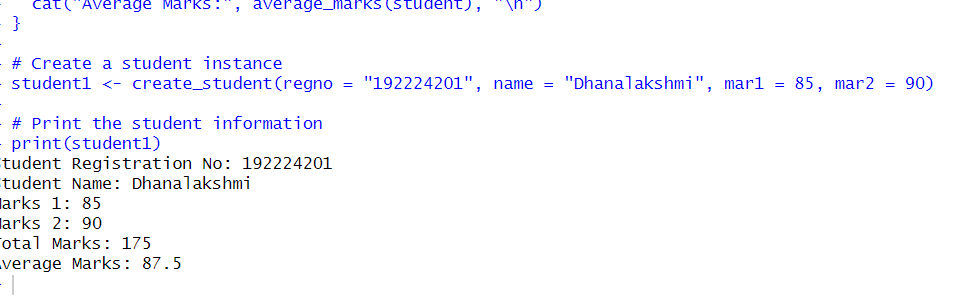 cat("Average Marks:", average_marks(student), "\n")
}
# Create a student instance
student1 <- create_student(regno = "192224201", name = "Dhanalakshmi", mar1 = 85, mar2 = 90)
# Print the student information
print(student1)
tudent Registration No: 192224201
tudent Name: Dhanalakshmi
arks 1: 85
arks 2: 90
otal Marks: 175
verage Marks: 87.5